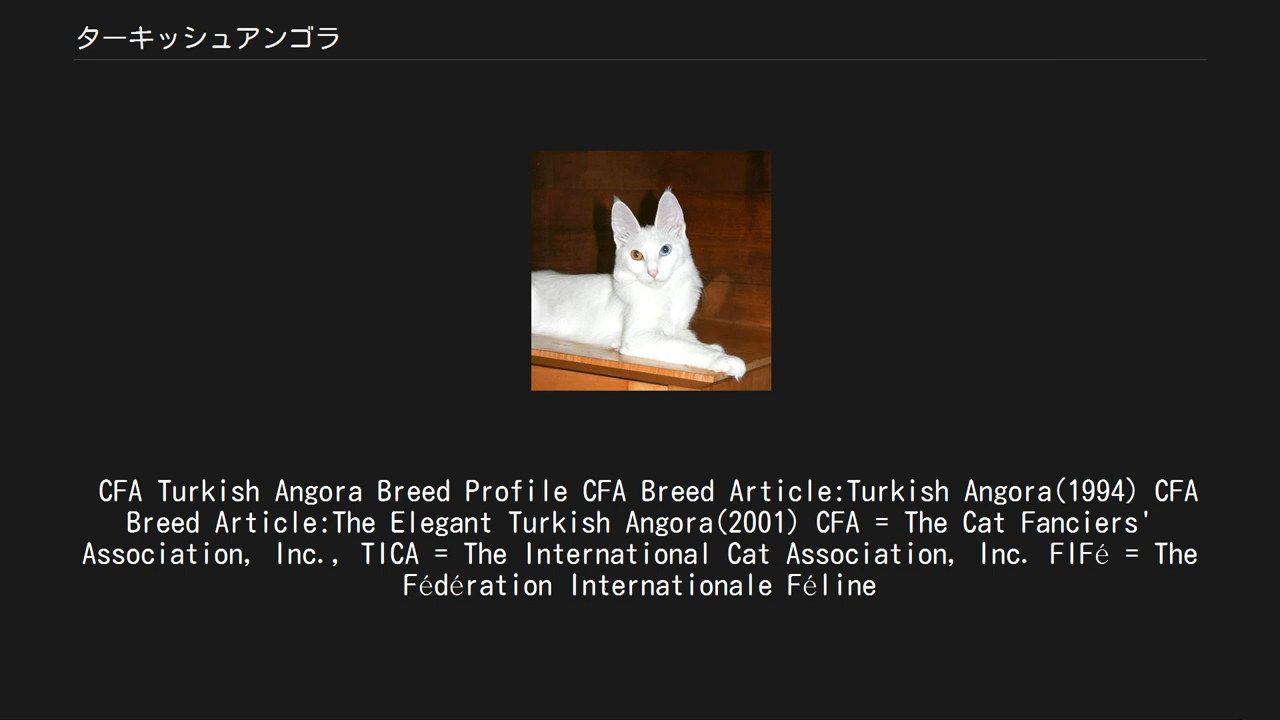 ターキッシュアンゴラ
CFA Turkish Angora Breed Profile CFA Breed Article:Turkish Angora(1994) CFA
Breed Article:The Elegant Turkish Angora(2001) CFA = The Cat Fanciers'
Association, Inc., TICA = The International Cat Association, Inc. FIFé = The
Fédération Internationale Féline